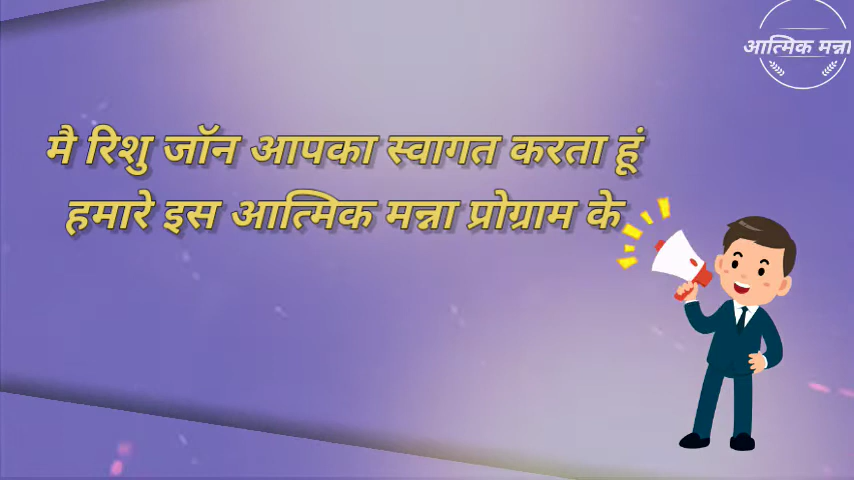 आत्मिक मन्ना
मै रिशु जॉन आपका स्वागत करता हूं
हमारे इस आत्मिक मन्ना प्रोग्राम के